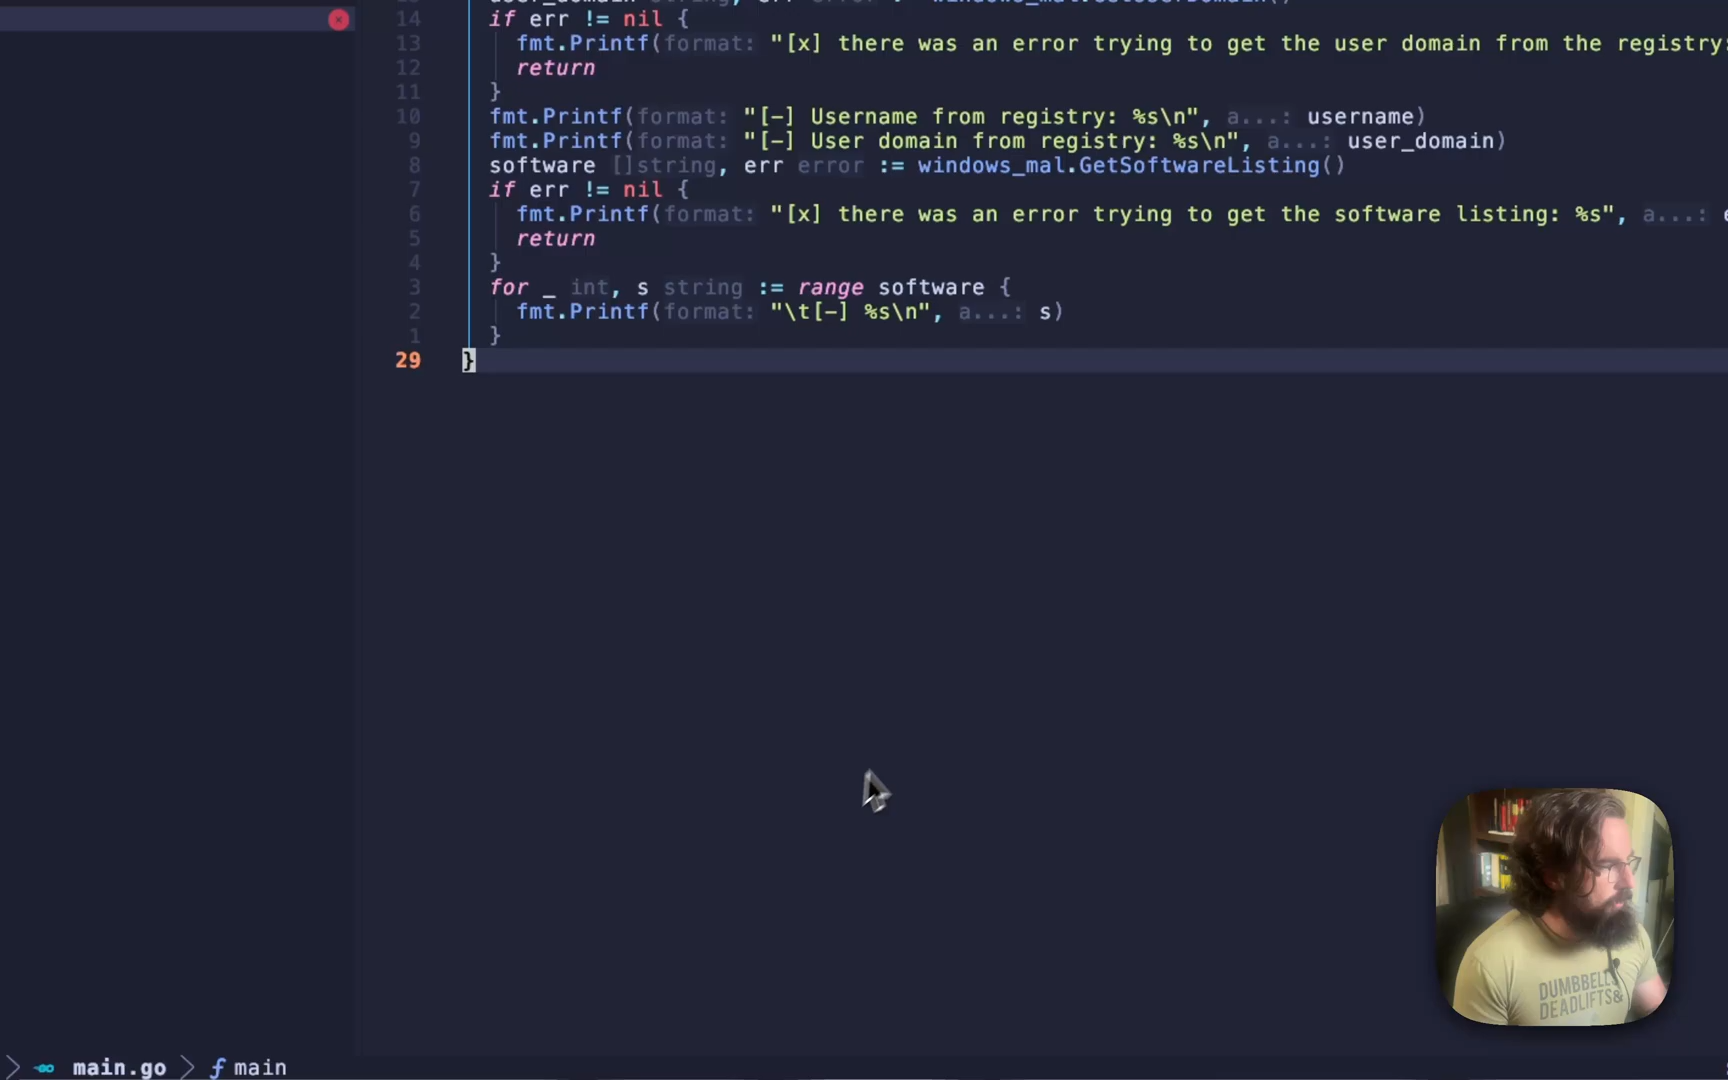 14 if err != nil {
13 fmt.Printf(format: "[x] there was an error trying to get the user domain from the registry:
12 return
11 }
10 fmt.Printf(format: "[-] Username from registry: %s\n", a...: username)
9 fmt.Printf(format: "[-] User domain from registry: %s\n", a...: user_domain)
8 software []string, err error := windows_mal.GetSoftwareListing()
7 if err != nil {
6 fmt.Printf(format: "[x] there was an error trying to get the software listing: %s", a...: e
5 return
4 }
3 for _ int, s string := range software {
2 fmt.Printf(format: "\t[-] %s\n", a...: s)
1 }
29 }
DUMBBELLS
DEADLIFTS&
> main.go > f main